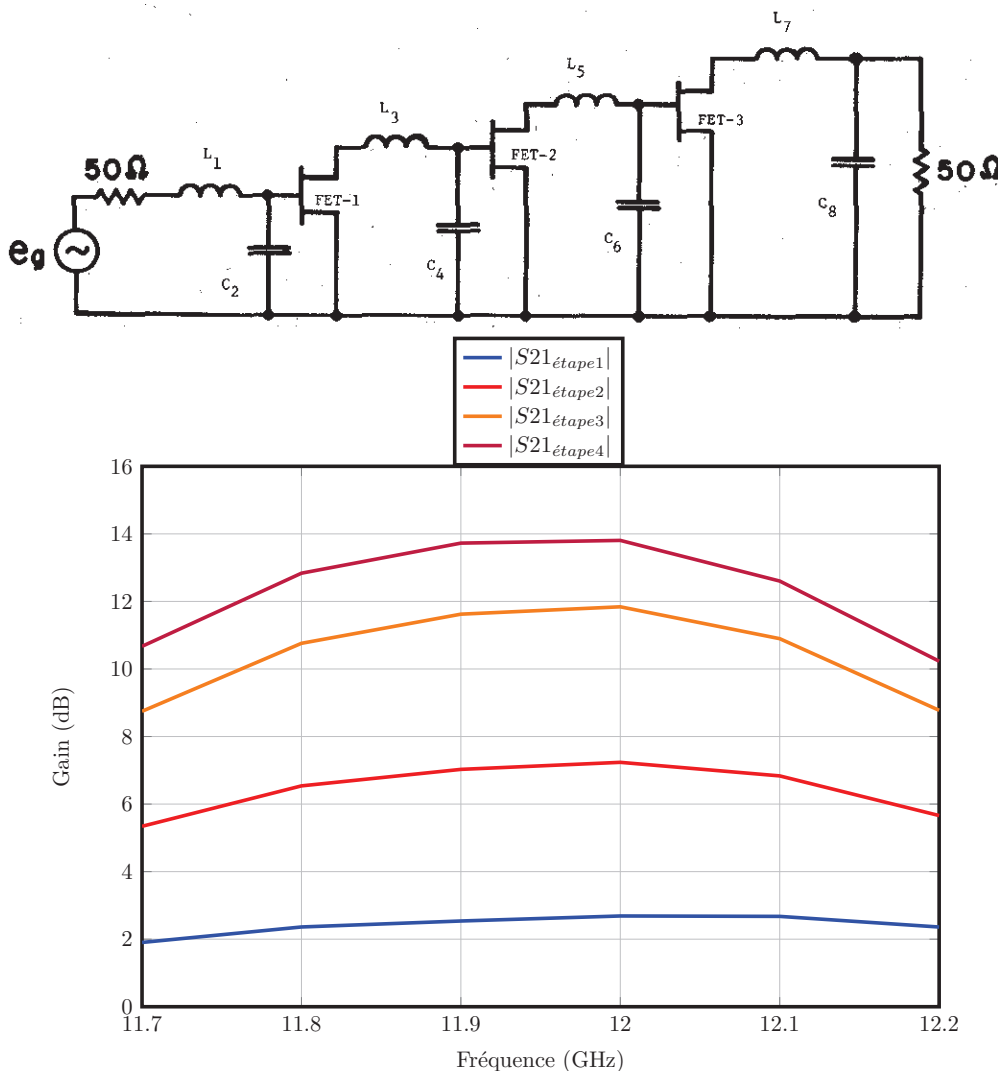 L7
L5
L3
FET-3
L1
FET-2
50Ω
50Ω
FET-1
C8
eg
~
C6
C4
C2
|S21étape1|
|S21étape2|
|S21étape3|
|S21étape4|
16
14
12
10
8
6
4
2
0
Gain (dB)
11.7 11.8 11.9 12 12.1 12.2
Fréquence (GHz)